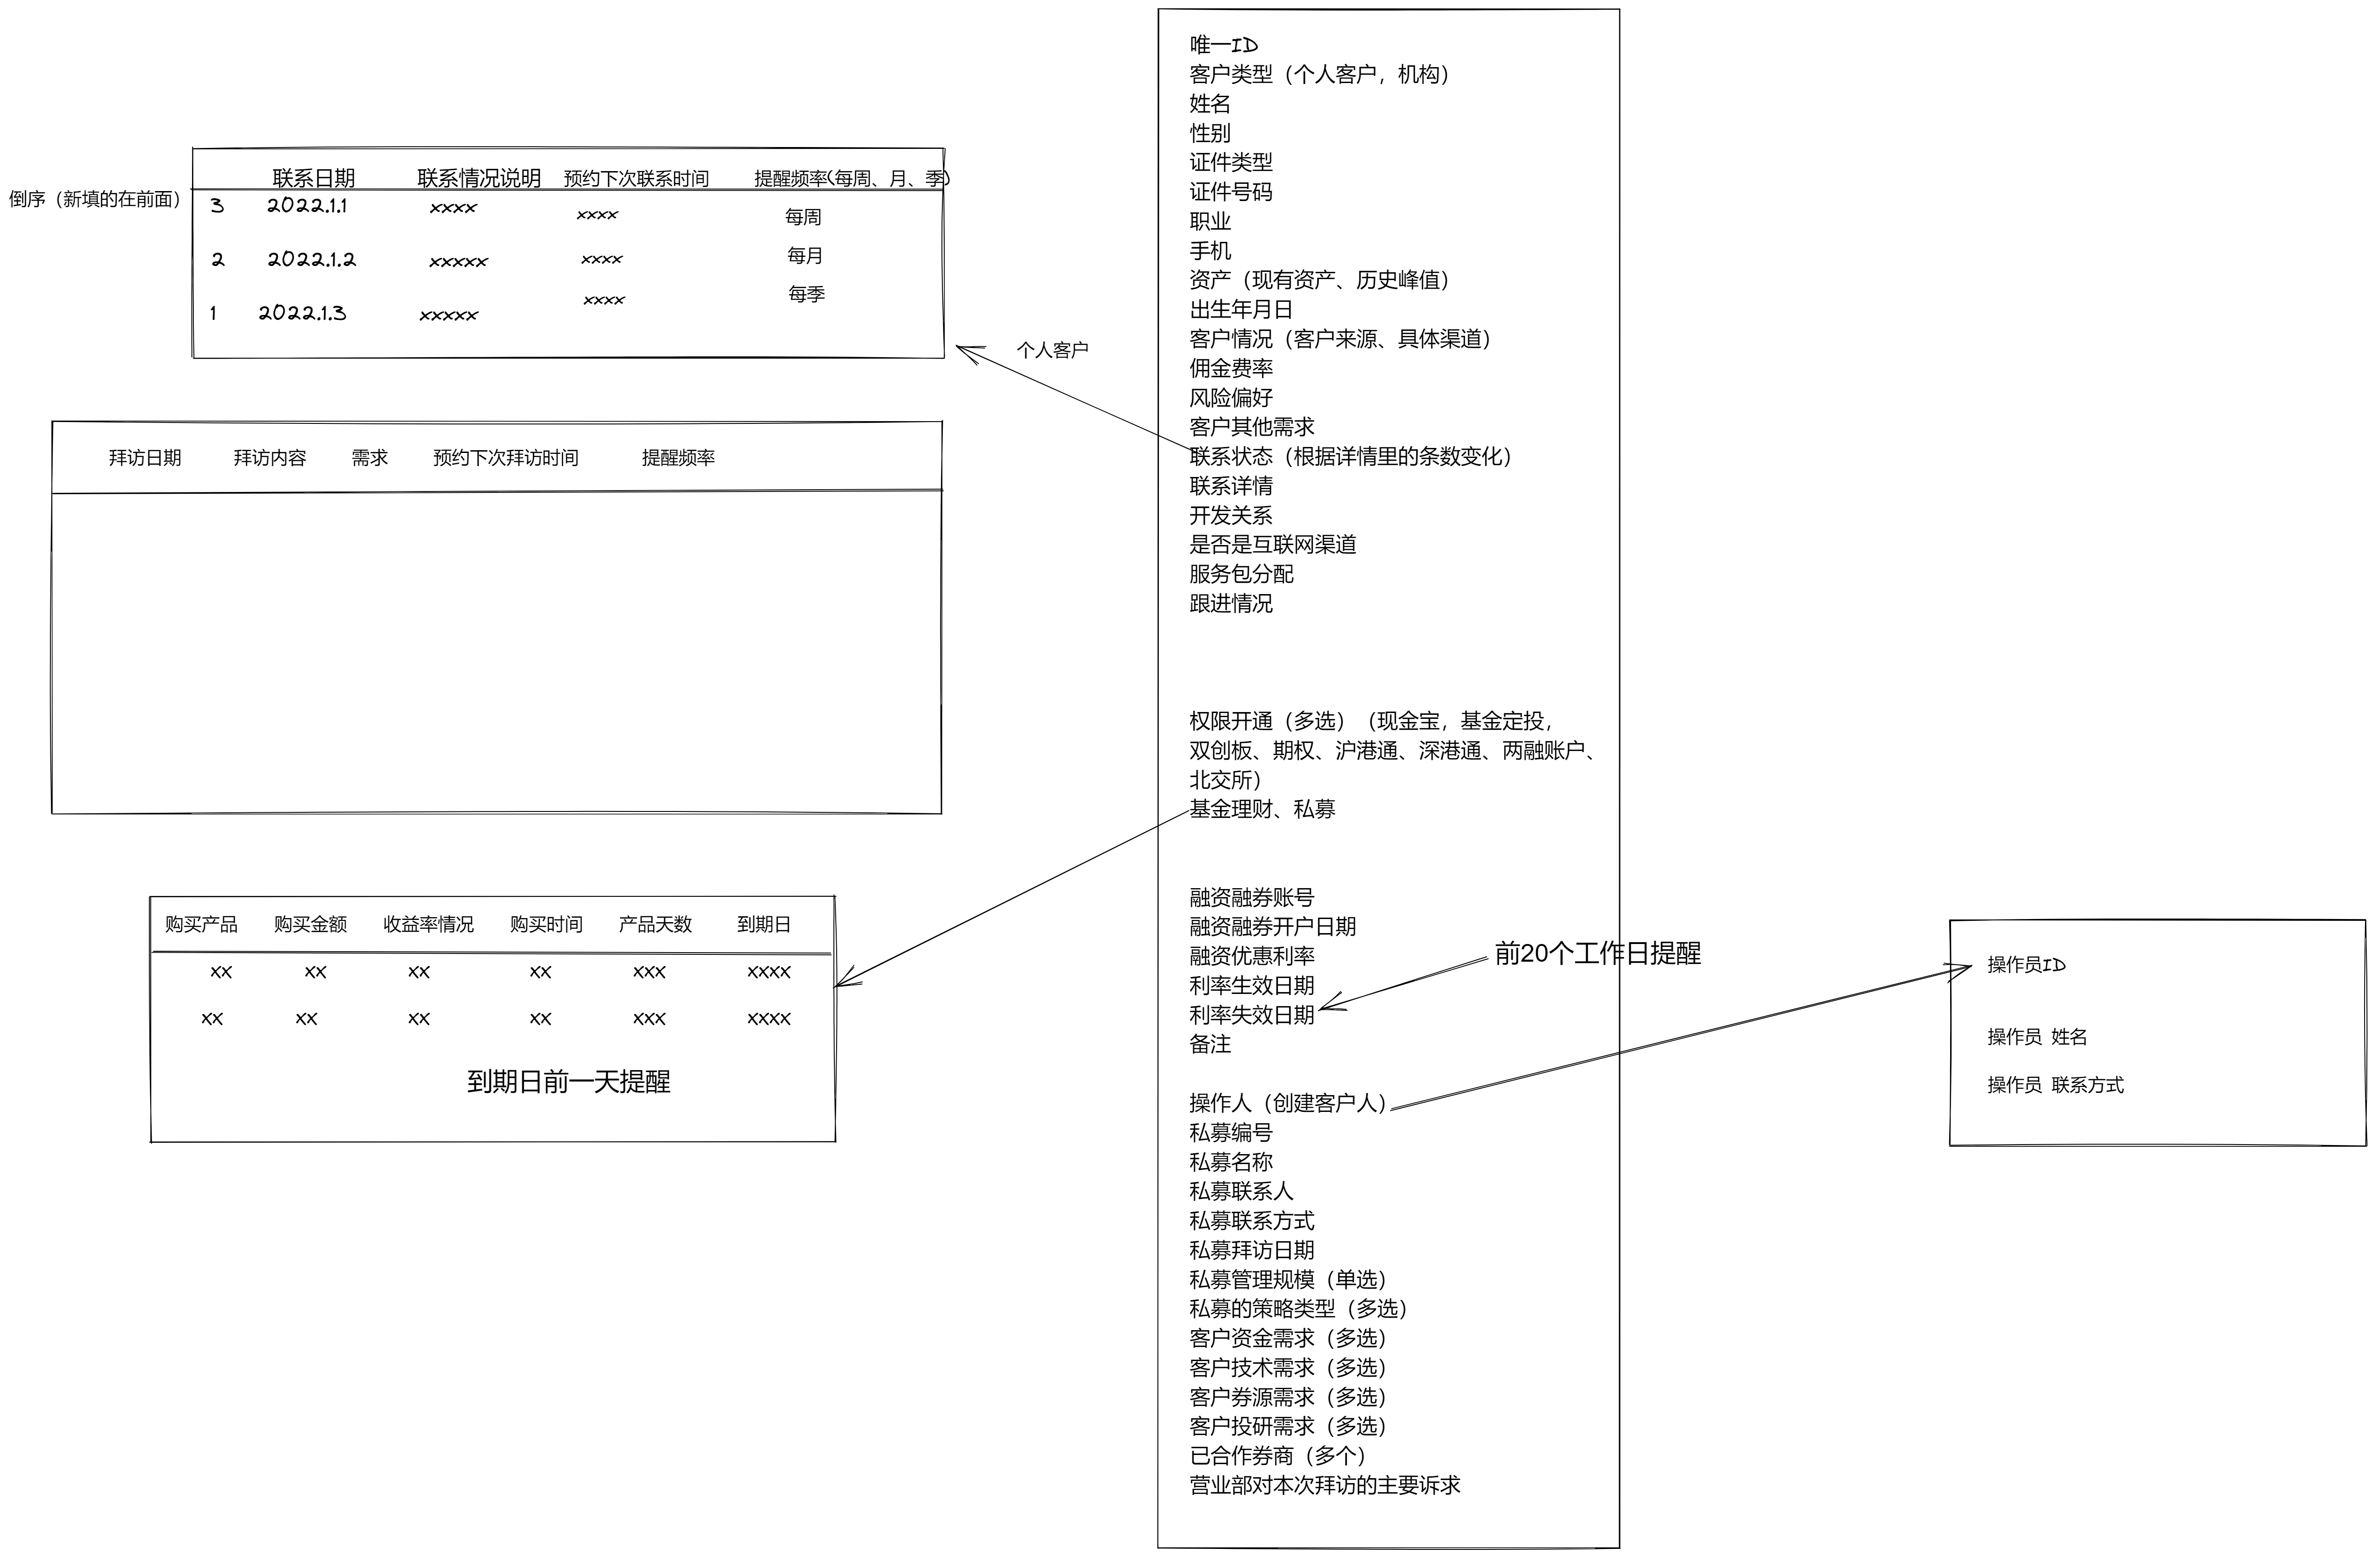 倒序（新填的在前面）
联系日期 联系情况说明 预约下次联系时间 提醒频率(每周、月、季)
3 2022.1.1 xxxx xxxx 每周
2 2022.1.2 xxxxx xxxx 每月
1 2022.1.3 xxxxx xxxx 每季
个人客户
拜访日期 拜访内容 需求 预约下次拜访时间 提醒频率
购买产品 购买金额 收益率情况 购买时间 产品天数 到期日
xx xx xx xx xxx xxxx
xx xx xx xx xxx xxxx
到期日前一天提醒
唯一ID
客户类型（个人客户，机构）
姓名
性别
证件类型
证件号码
职业
手机
资产（现有资产、历史峰值）
出生年月日
客户情况（客户来源、具体渠道）
佣金费率
风险偏好
客户其他需求
联系状态（根据详情里的条数变化）
联系详情
开发关系
是否是互联网渠道
服务包分配
跟进情况
权限开通（多选）（现金宝，基金定投，
双创板、期权、沪港通、深港通、两融账户、
北交所）
基金理财、私募
融资融券账号
融资融券开户日期
融资优惠利率
利率生效日期
利率失效日期
备注
前20个工作日提醒
操作人（创建客户人）
私募编号
私募名称
私募联系人
私募联系方式
私募拜访日期
私募管理规模（单选）
私募的策略类型（多选）
客户资金需求（多选）
客户技术需求（多选）
客户券源需求（多选）
客户投研需求（多选）
已合作券商（多个）
营业部对本次拜访的主要诉求
操作员ID
操作员 姓名
操作员 联系方式